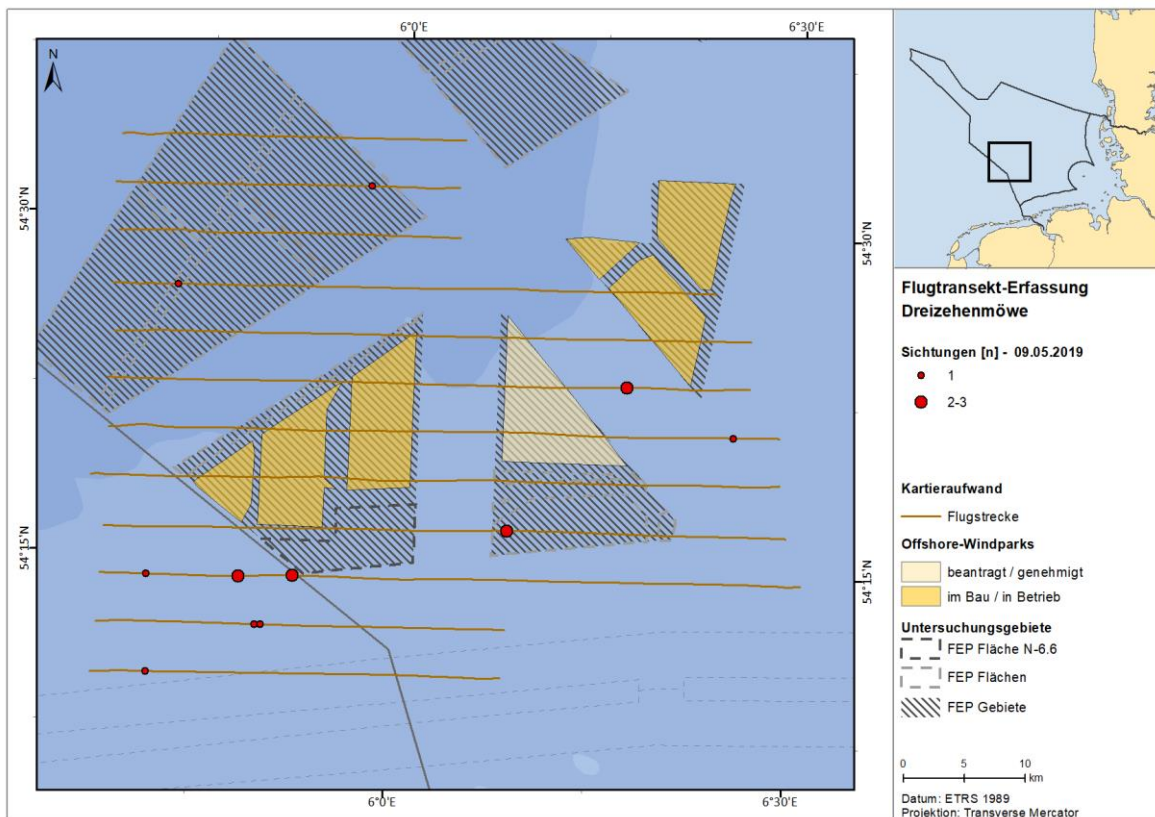 6°0'E
6°30'E
N
54°30'N
54°30'N
54°15'N
54°15'N
6°0'E
6°30'E
Flugtransekt-Erfassung
Dreizehenmöwe
Sichtungen [n] - 09.05.2019
1
2-3
Kartieraufwand
Flugstrecke
Offshore-Windparks
beantragt / genehmigt
im Bau / in Betrieb
Untersuchungsgebiete
FEP Fläche N-6.6
FEP Flächen
FEP Gebiete
0 5 10
km
Datum: ETRS 1989
Projektion: Transverse Mercator